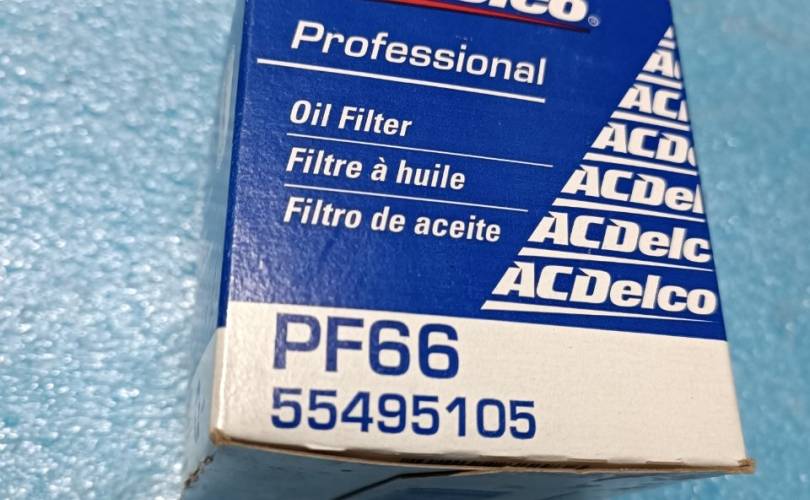 Professional
Oil Filter
Filtre à huile
Filtro de aceite
ACDelco
PF66
55495105